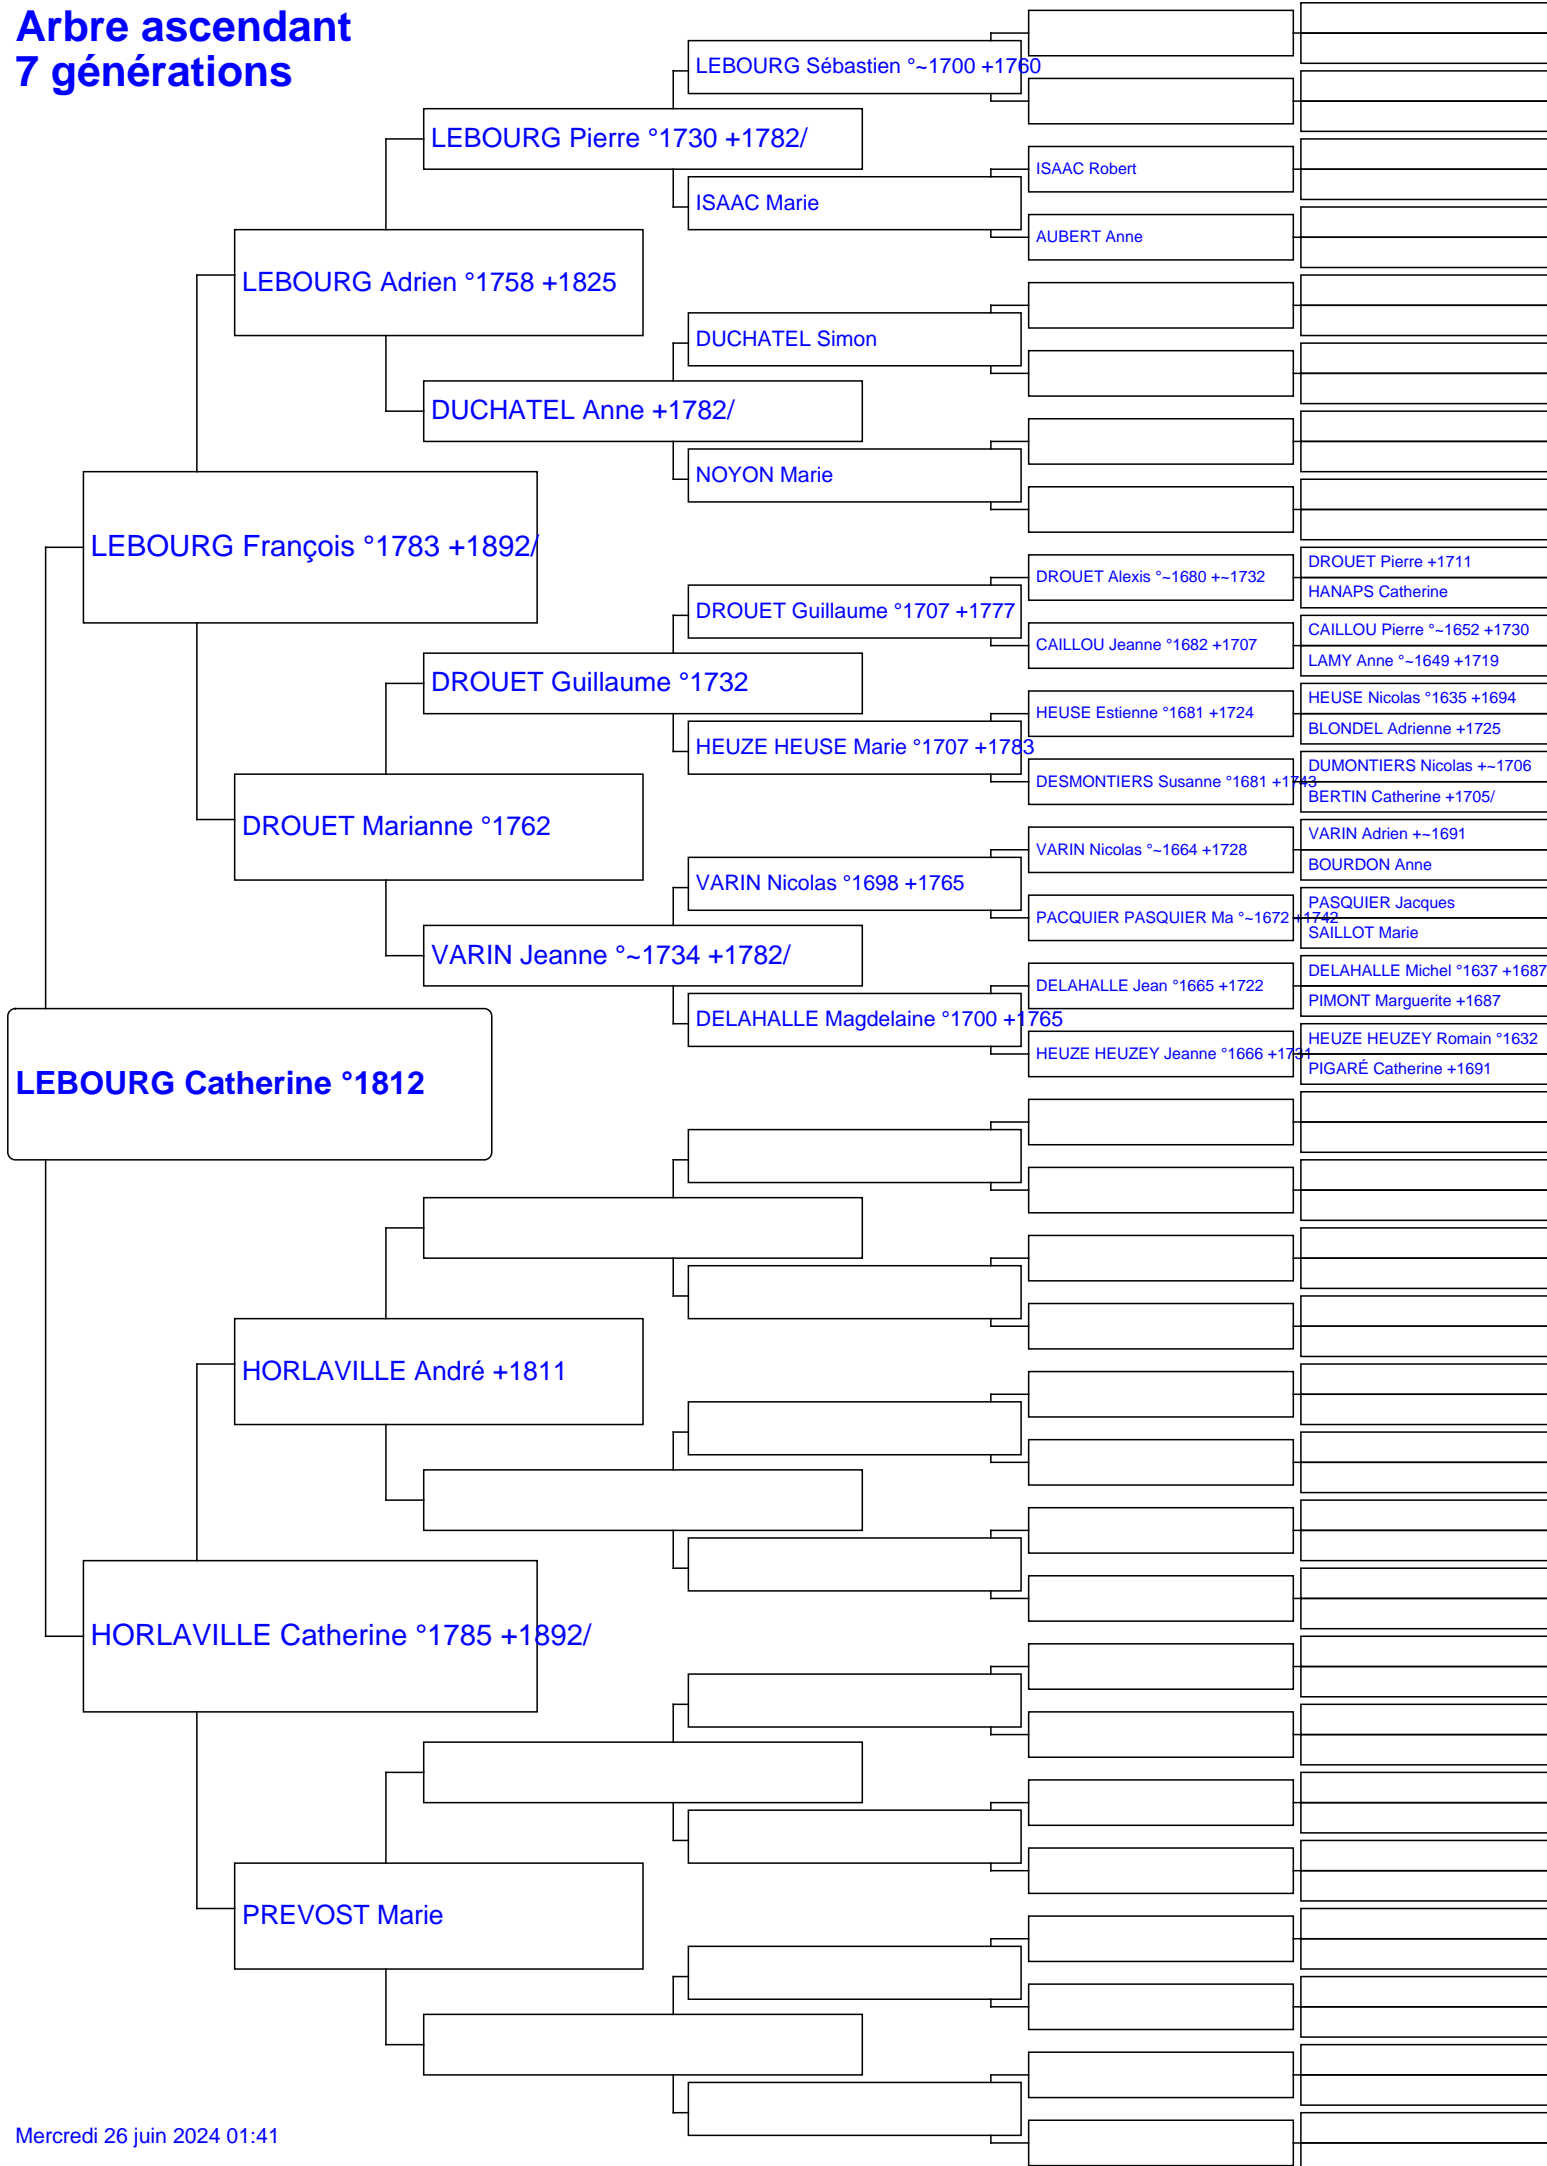 Arbre ascendant
7 générations
LEBOURG Sébastien °~1700 +1760
LEBOURG Pierre °1730 +1782/
ISAAC Robert
ISAAC Marie
AUBERT Anne
LEBOURG Adrien °1758 +1825
DUCHATEL Simon
DUCHATEL Anne +1782/
NOYON Marie
LEBOURG François °1783 +1892/
DROUET Pierre +1711
DROUET Alexis °~1680 +~1732
HANAPS Catherine
DROUET Guillaume °1707 +1777
CAILLOU Pierre °~1652 +1730
CAILLOU Jeanne °1682 +1707
LAMY Anne °~1649 +1719
DROUET Guillaume °1732
HEUSE Nicolas °1635 +1694
HEUSE Estienne °1681 +1724
BLONDEL Adrienne +1725
HEUZE HEUSE Marie °1707 +1783
DUMONTIERS Nicolas +~1706
DESMONTIERS Susanne °1681 +1743
BERTIN Catherine +1705/
DROUET Marianne °1762
VARIN Adrien +~1691
VARIN Nicolas °~1664 +1728
BOURDON Anne
VARIN Nicolas °1698 +1765
PASQUIER Jacques
PACQUIER PASQUIER Ma °~1672 +1742
SAILLOT Marie
VARIN Jeanne °~1734 +1782/
DELAHALLE Michel °1637 +1687
DELAHALLE Jean °1665 +1722
PIMONT Marguerite +1687
DELAHALLE Magdelaine °1700 +1765
HEUZE HEUZEY Romain °1632
HEUZE HEUZEY Jeanne °1666 +1731
PIGARÉ Catherine +1691
LEBOURG Catherine °1812
HORLAVILLE André +1811
HORLAVILLE Catherine °1785 +1892/
PREVOST Marie
Mercredi 26 juin 2024 01:41